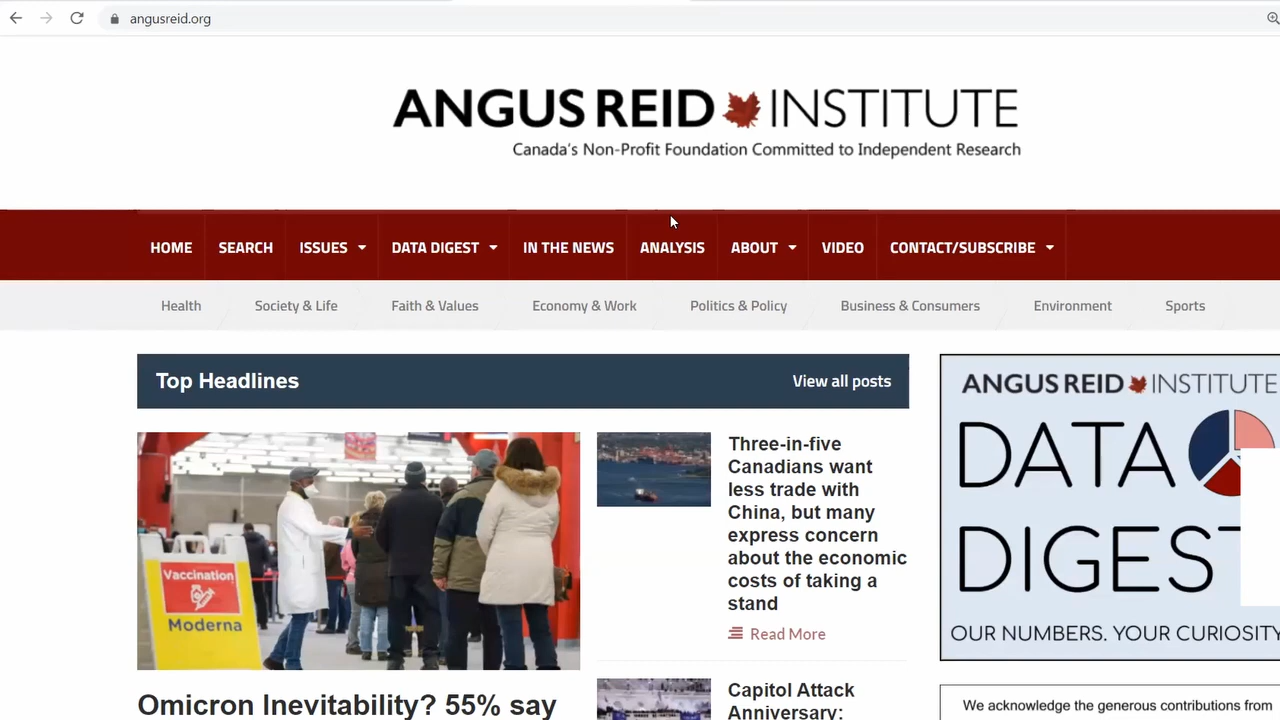 angusreid.org
ANGUS REID INSTITUTE
Canada's Non-Profit Foundation Committed to Independent Research
HOME SEARCH ISSUES DATA DIGEST IN THE NEWS ANALYSIS ABOUT VIDEO CONTACT/SUBSCRIBE
Health Society & Life Faith & Values Economy & Work Politics & Policy Business & Consumers Environment Sports
Top Headlines View all posts
Vaccination
Moderna
Omicron Inevitability? 55% say
Three-in-five
Canadians want
less trade with
China, but many
express concern
about the economic
costs of taking a
stand
Read More
Capitol Attack
Anniversary:
ANGUS REID INSTITUTE
DATA
DIGEST
OUR NUMBERS. YOUR CURIOSITY
We acknowledge the generous contributions from